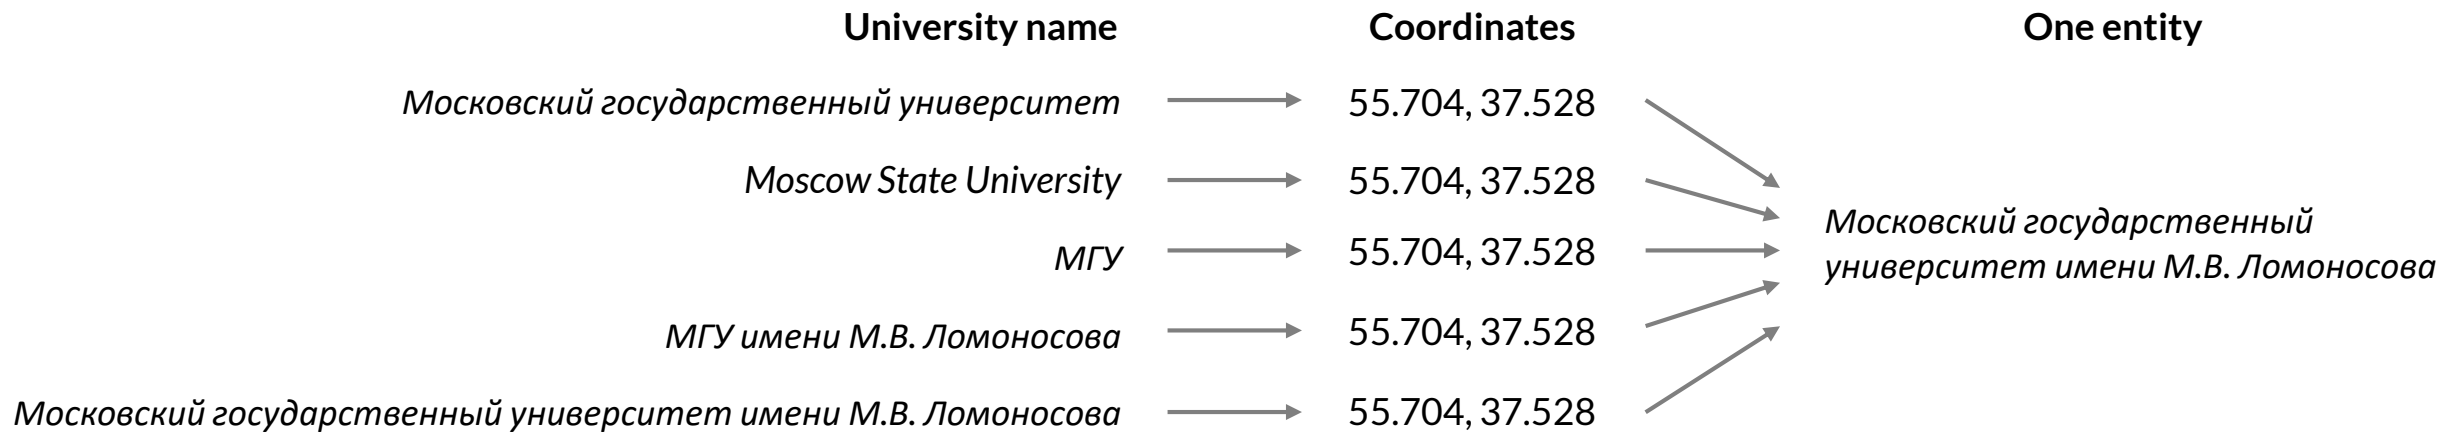 University name Coordinates One entity
Московский государственный университет 55.704, 37.528
Moscow State University 55.704, 37.528
МГУ 55.704, 37.528
МГУ имени М.В. Ломоносова 55.704, 37.528
Московский государственный университет имени М.В. Ломоносова 55.704, 37.528
Московский государственный
университет имени М.В. Ломоносова